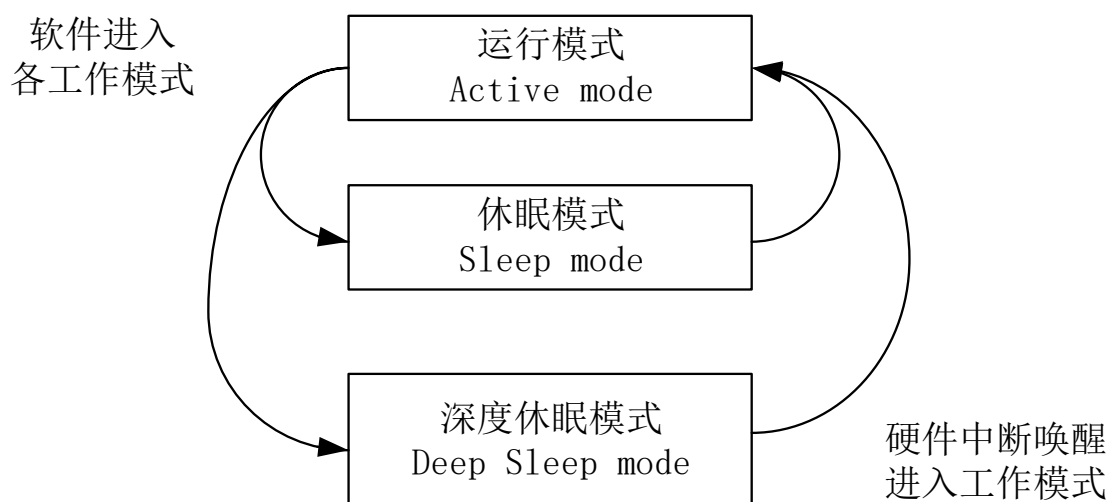 软件进入
各工作模式
运行模式
Active mode
休眠模式
Sleep mode
深度休眠模式
Deep Sleep mode
硬件中断唤醒
进入工作模式